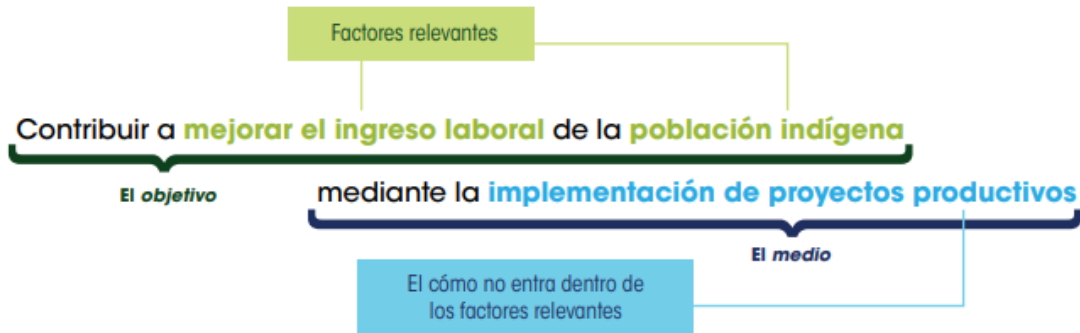 Factores relevantes
Contribuir a mejorar el ingreso laboral de la población indígena
El objetivo
mediante la implementación de proyectos productivos
El medio
El cómo no entra dentro de
los factores relevantes